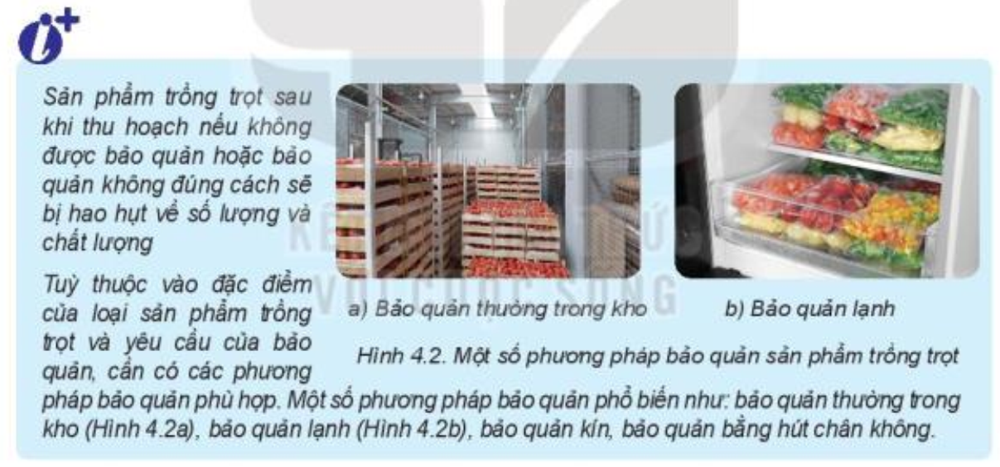 Sản phẩm trồng trọt sau
khi thu hoạch nếu không
được bảo quản hoặc bảo
quản không đúng cách sẽ
bị hao hụt về số lượng và
chất lượng
Tuỳ thuộc vào đặc điểm
của loại sản phẩm trồng
trọt và yêu cầu của bảo
quản, cần có các phương
pháp bảo quản phù hợp. Một số phương pháp bảo quản phổ biến như: bảo quản thường trong
kho (Hình 4.2a), bảo quản lạnh (Hình 4.2b), bảo quản kín, bảo quản bằng hút chân không.
a) Bảo quản thường trong kho
b) Bảo quản lạnh
Hình 4.2. Một số phương pháp bảo quản sản phẩm trồng trọt